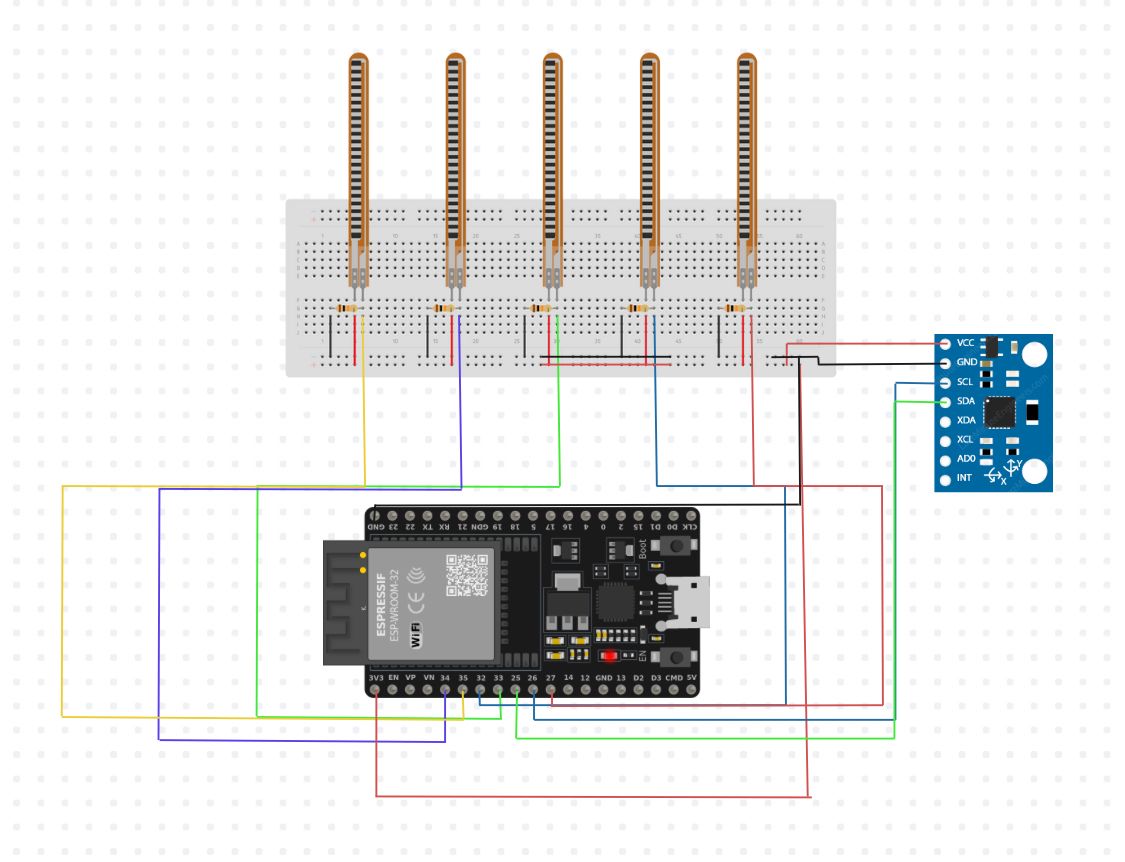 VCC
GND
SCL
SDA
XDA
XCL
AD0
INT
X
Y
GND 23 22 TX RX 21 GDN 19 18 5 17 16 4 0 2 15 D1 D0 CLK
Boot
ESPRESSIF
ESP-WROOM-32
CE
WiFi
EN
3V3 EN VP VN 34 35 32 33 25 26 27 14 12 GND 13 D2 D3 CMD 5V